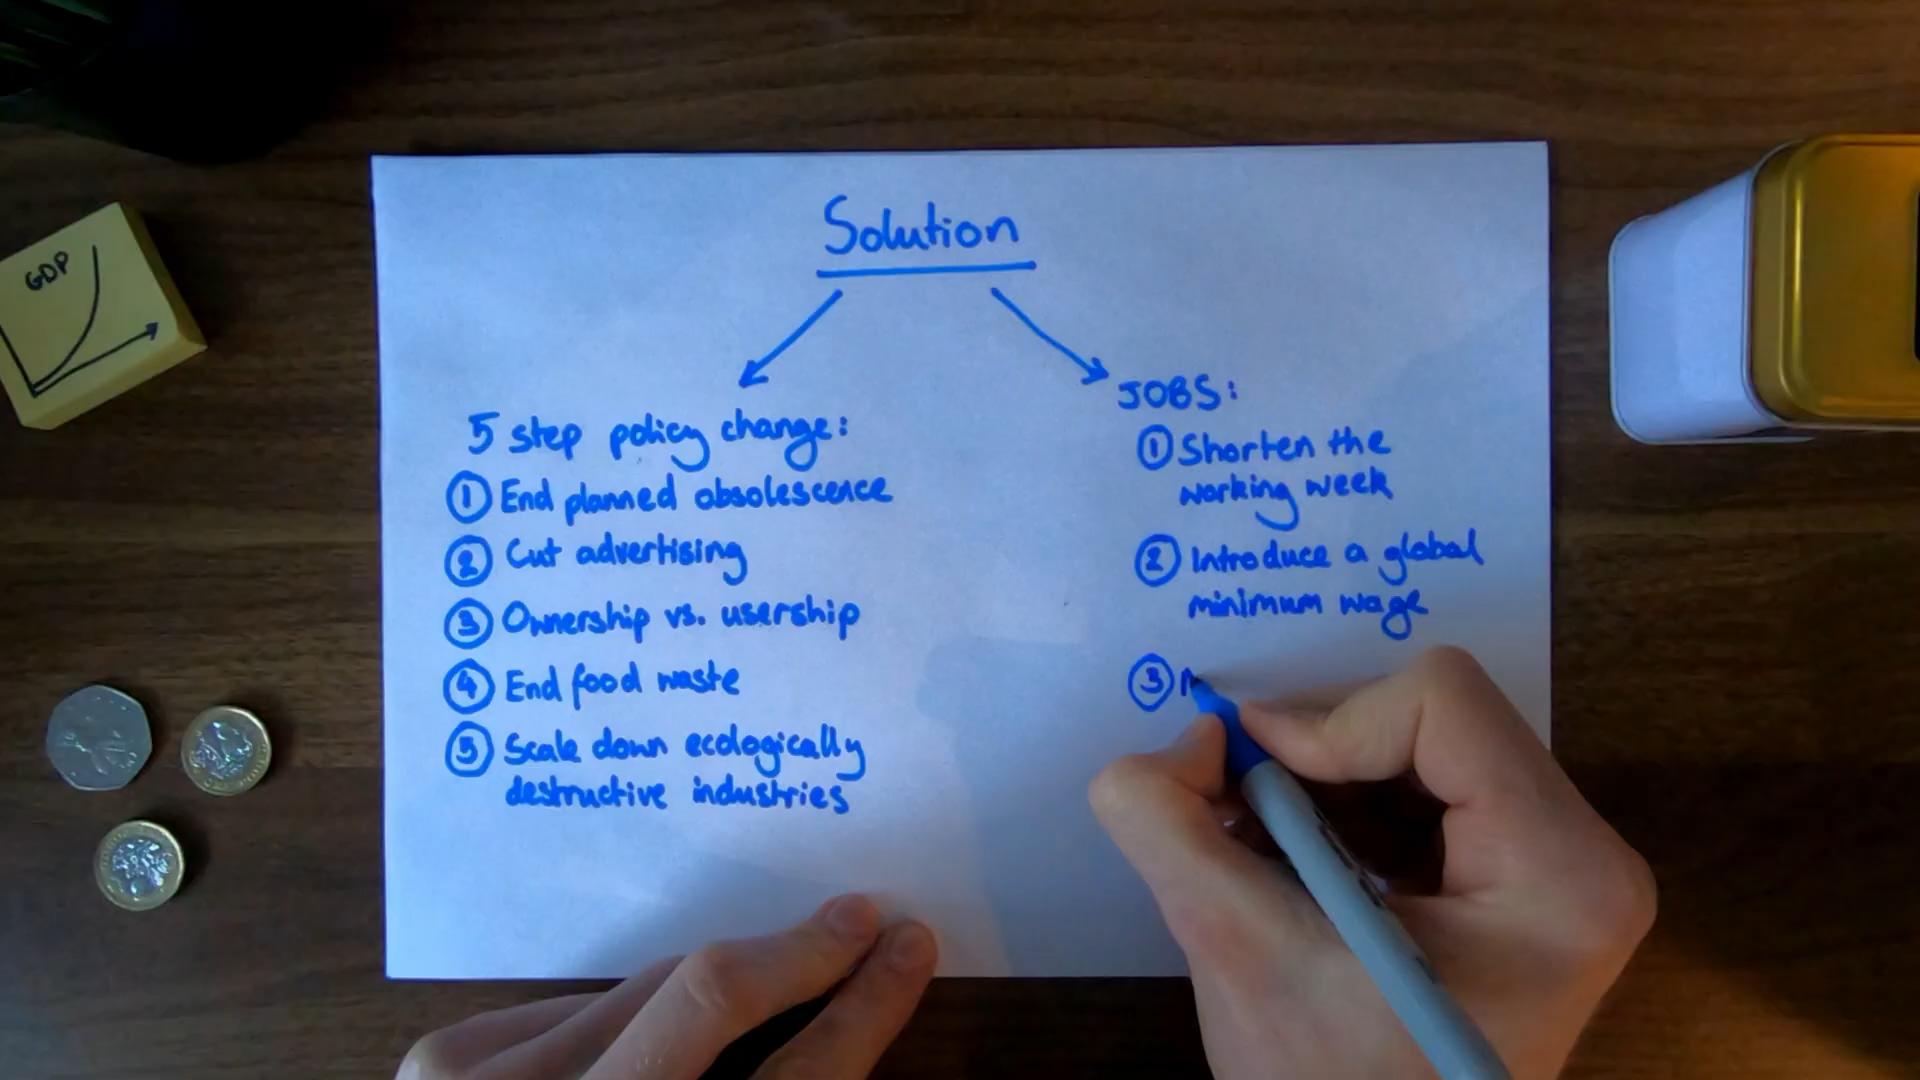 GDP
Solution
5 step policy change:
① End planned obsolescence
② Cut advertising
③ Ownership vs. usership
④ End food waste
⑤ Scale down ecologically
destructive industries
JOBS:
① Shorten the
working week
② Introduce a global
minimum wage
③